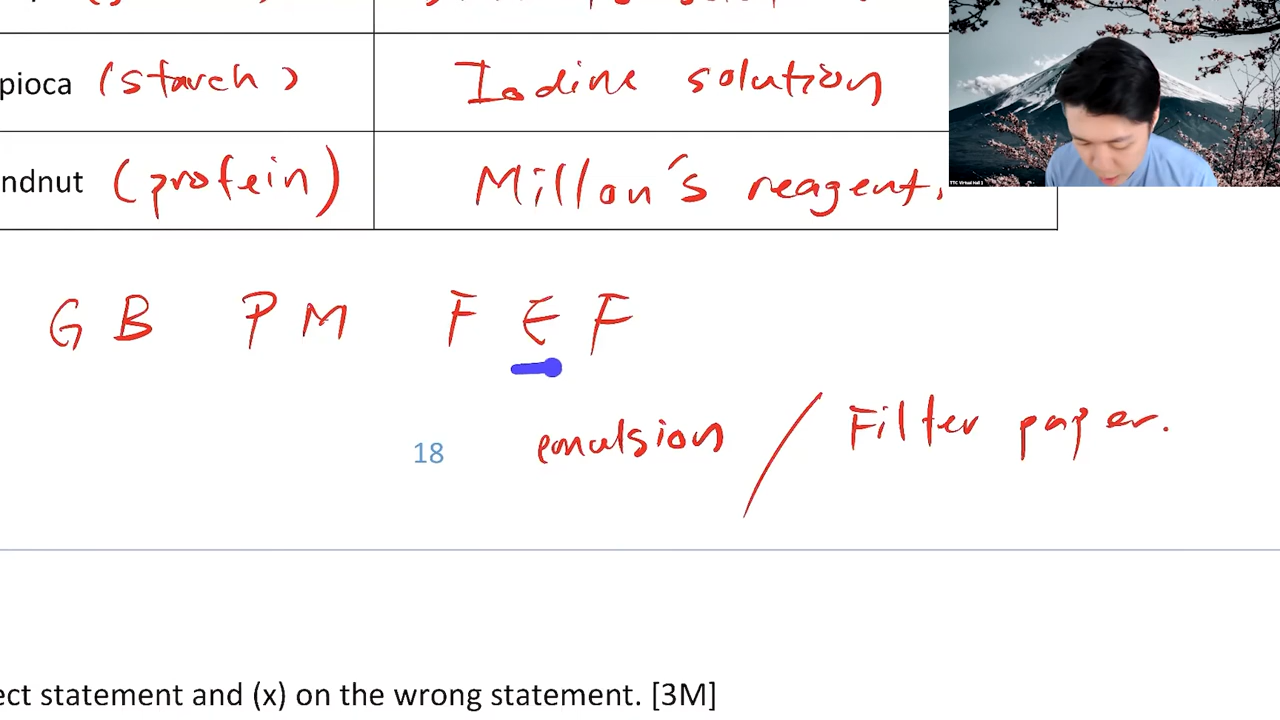 pioca (starch) Iodine solution
ndnut (protein) Millon's reagent.
G B P M F E F
emulsion / Filter paper.
18
ect statement and (x) on the wrong statement. [3M]